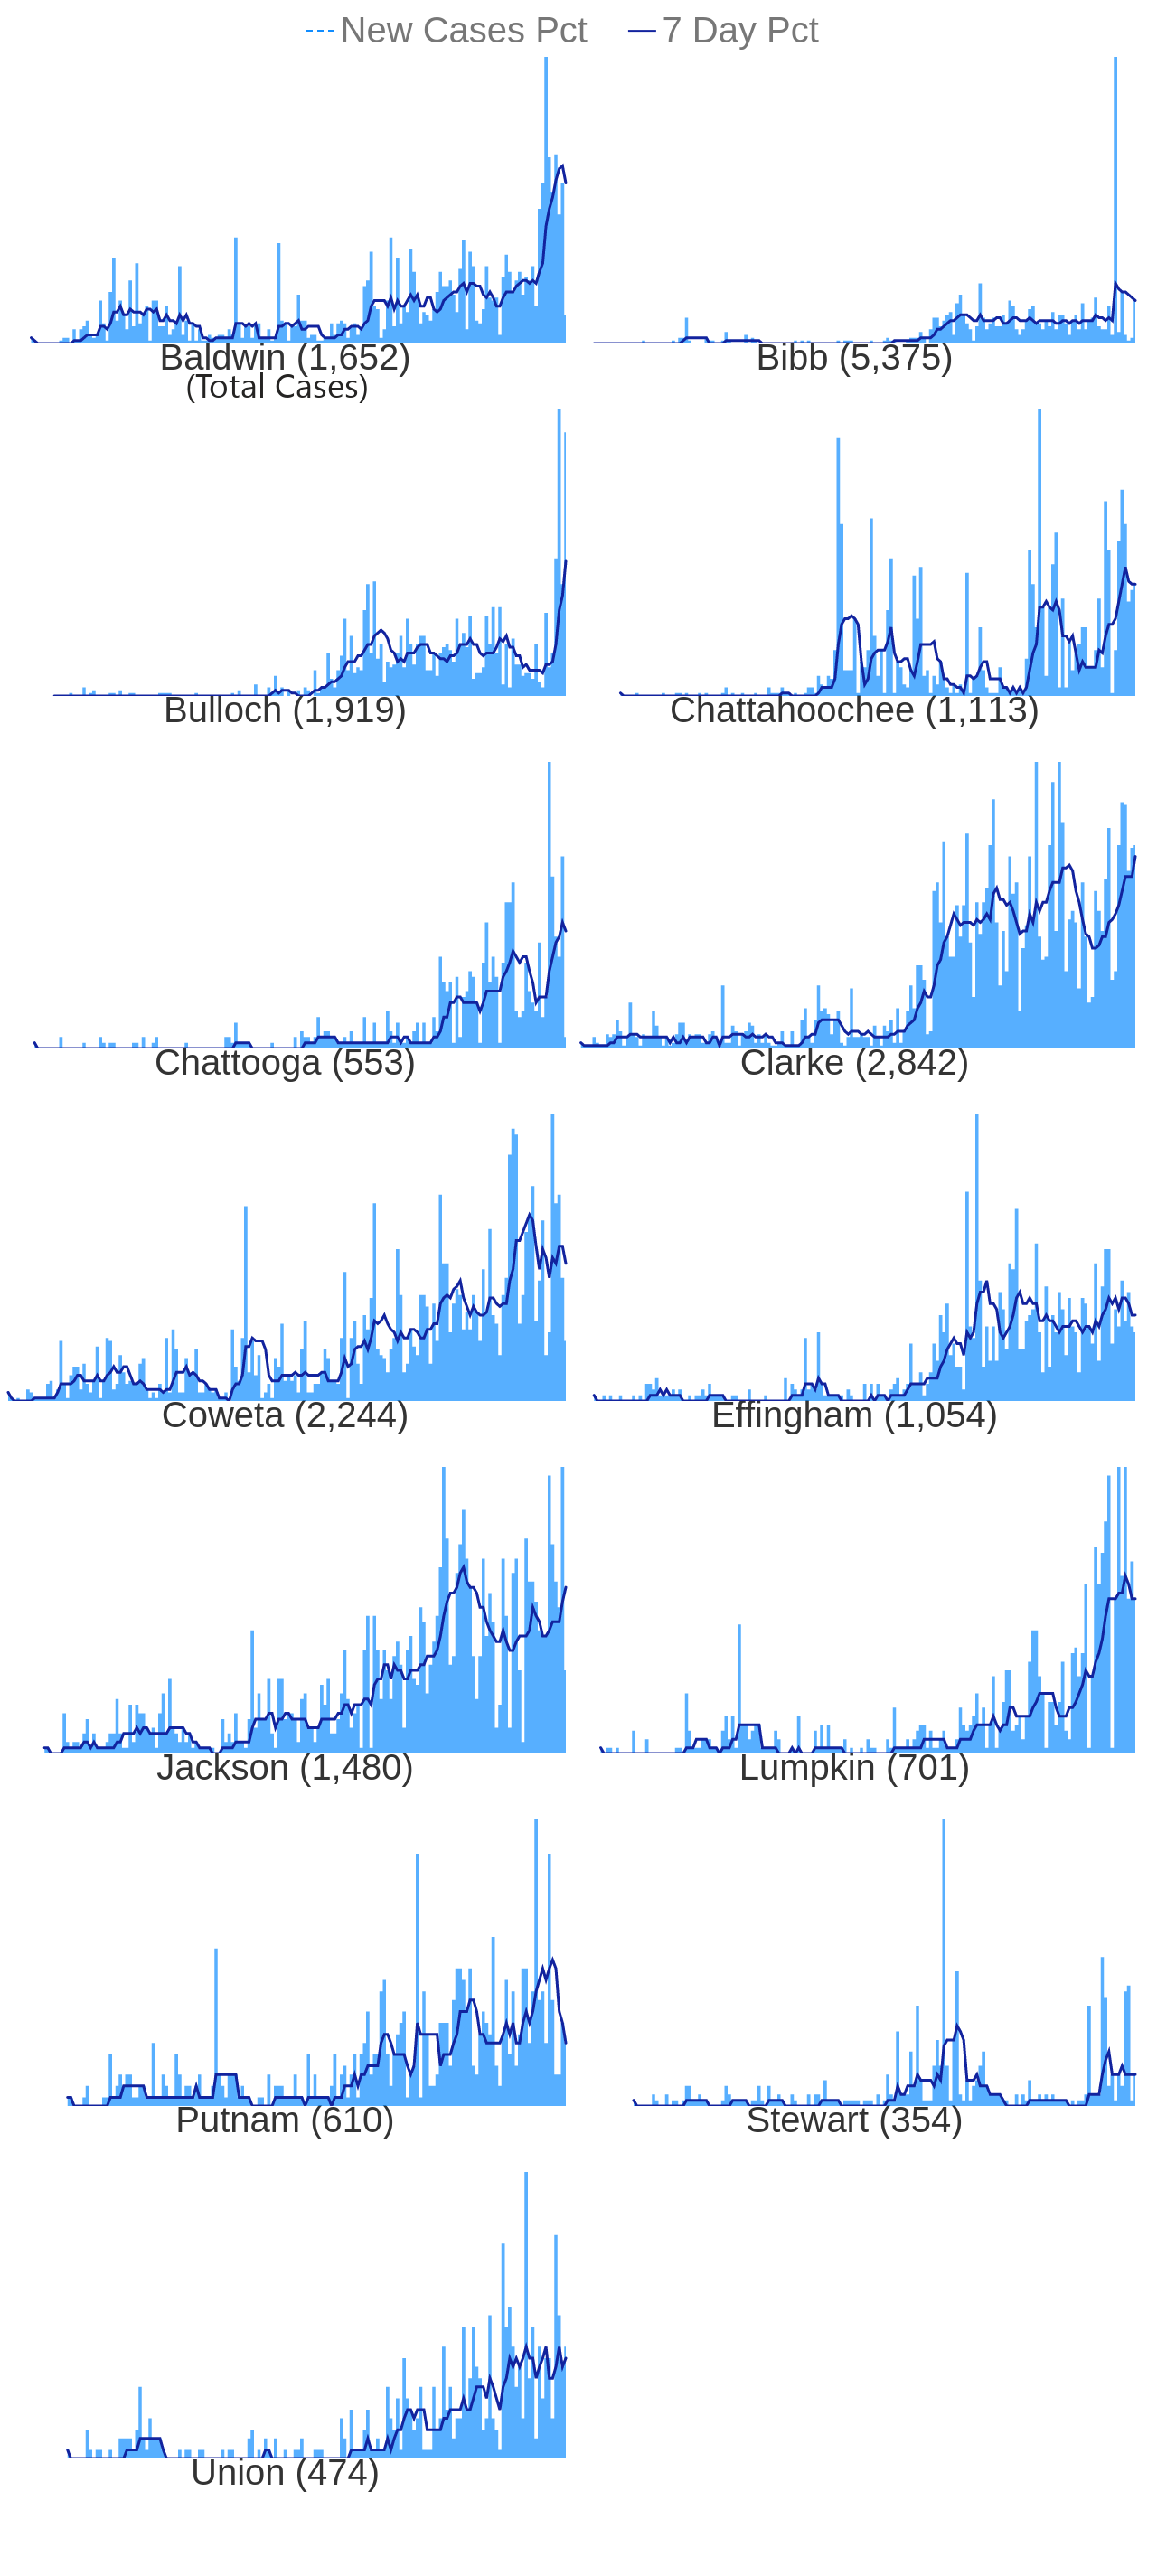 New Cases Pct 7 Day Pct
Baldwin (1,652) Bibb (5,375)
(Total Cases)
Bulloch (1,919) Chattahoochee (1,113)
Chattooga (553) Clarke (2,842)
Coweta (2,244) Effingham (1,054)
Jackson (1,480) Lumpkin (701)
Putnam (610) Stewart (354)
Union (474)